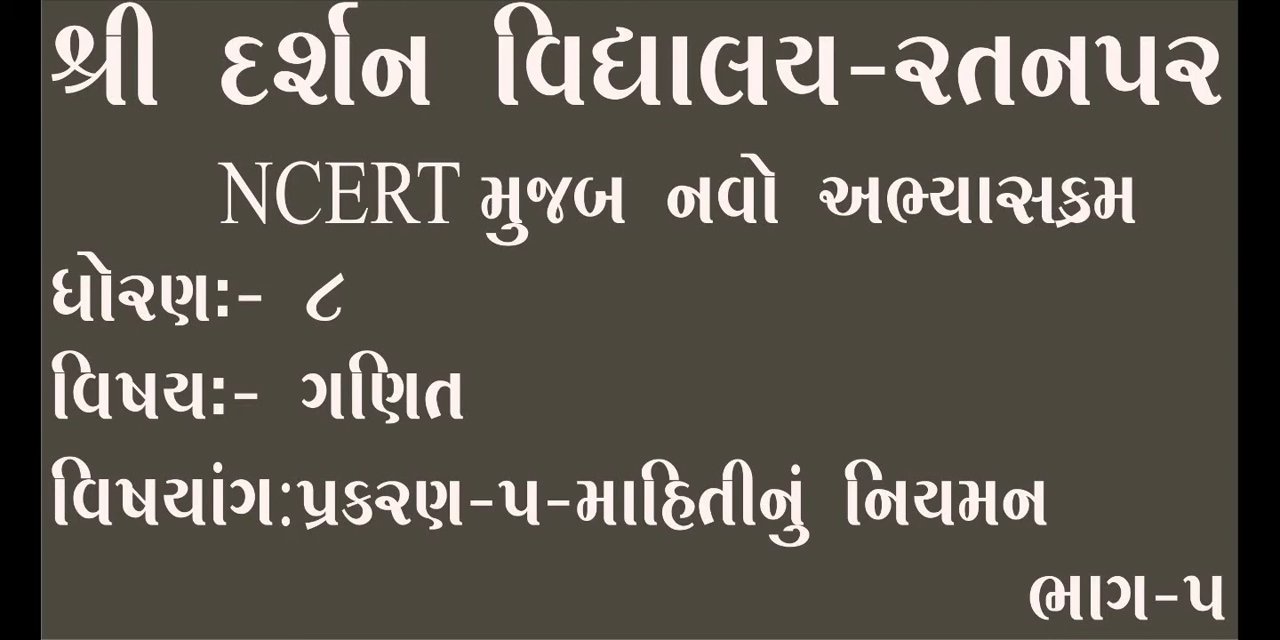 શ્રી દર્શન વિદ્યાલય-રતનપર
NCERT મુજબ નવો અભ્યાસક્રમ
ધોરણઃ- ૮
વિષયઃ- ગણિત
વિષયાંગ:પ્રકરણ-૫-માહિતીનું નિયમન
ભાગ-૫